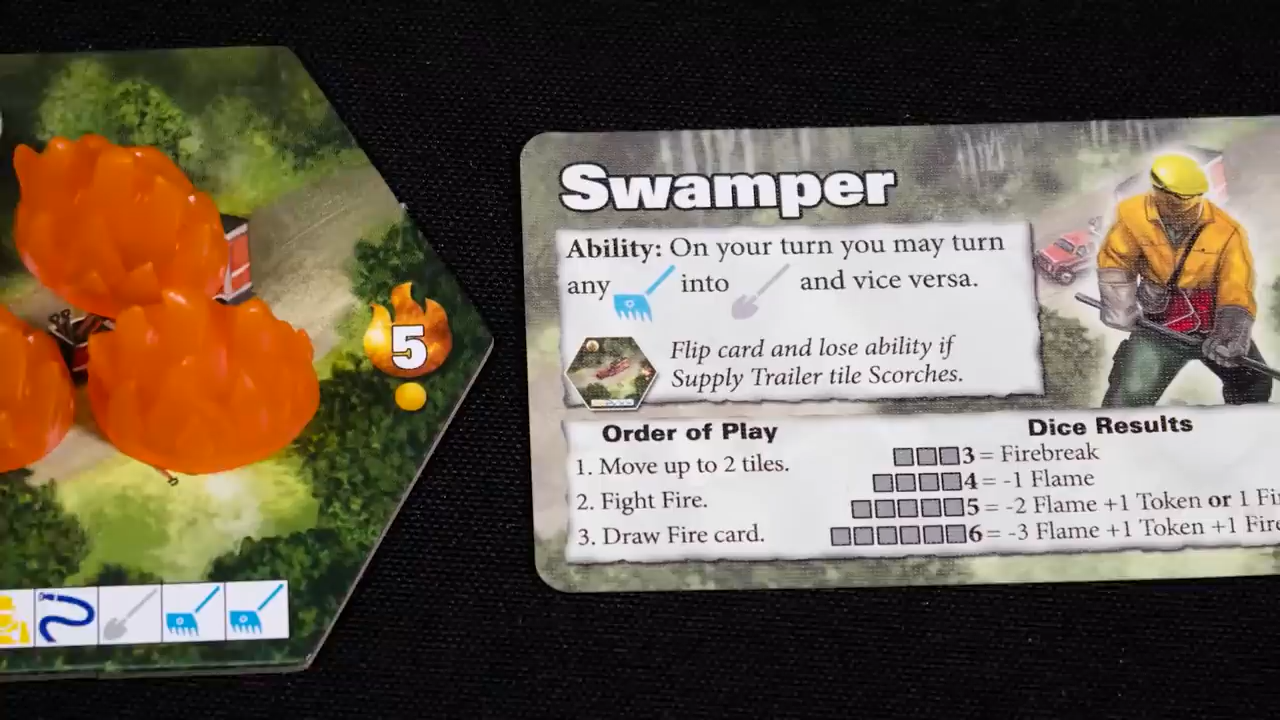 5
Swamper
Ability: On your turn you may turn
any into and vice versa.
Flip card and lose ability if
Supply Trailer tile Scorches.
Order of Play
1. Move up to 2 tiles.
2. Fight Fire.
3. Draw Fire card.
Dice Results
3 = Firebreak
4 = -1 Flame
5 = -2 Flame +1 Token or 1 Fi
6 = -3 Flame +1 Token +1 Fire